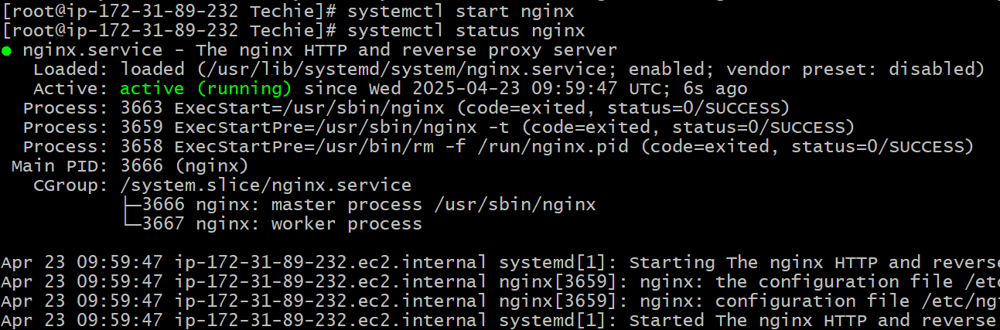 [root@ip-172-31-89-232 Techie]# systemctl start nginx
[root@ip-172-31-89-232 Techie]# systemctl status nginx
● nginx.service - The nginx HTTP and reverse proxy server
   Loaded: loaded (/usr/lib/systemd/system/nginx.service; enabled; vendor preset: disabled)
   Active: active (running) since Wed 2025-04-23 09:59:47 UTC; 6s ago
  Process: 3663 ExecStart=/usr/sbin/nginx (code=exited, status=0/SUCCESS)
  Process: 3659 ExecStartPre=/usr/sbin/nginx -t (code=exited, status=0/SUCCESS)
  Process: 3658 ExecStartPre=/usr/bin/rm -f /run/nginx.pid (code=exited, status=0/SUCCESS)
 Main PID: 3666 (nginx)
   CGroup: /system.slice/nginx.service
           ├─3666 nginx: master process /usr/sbin/nginx
           └─3667 nginx: worker process

Apr 23 09:59:47 ip-172-31-89-232.ec2.internal systemd[1]: Starting The nginx HTTP and reverse
Apr 23 09:59:47 ip-172-31-89-232.ec2.internal nginx[3659]: nginx: the configuration file /etc
Apr 23 09:59:47 ip-172-31-89-232.ec2.internal nginx[3659]: nginx: configuration file /etc/ngi
Apr 23 09:59:47 ip-172-31-89-232.ec2.internal systemd[1]: Started The nginx HTTP and reverse